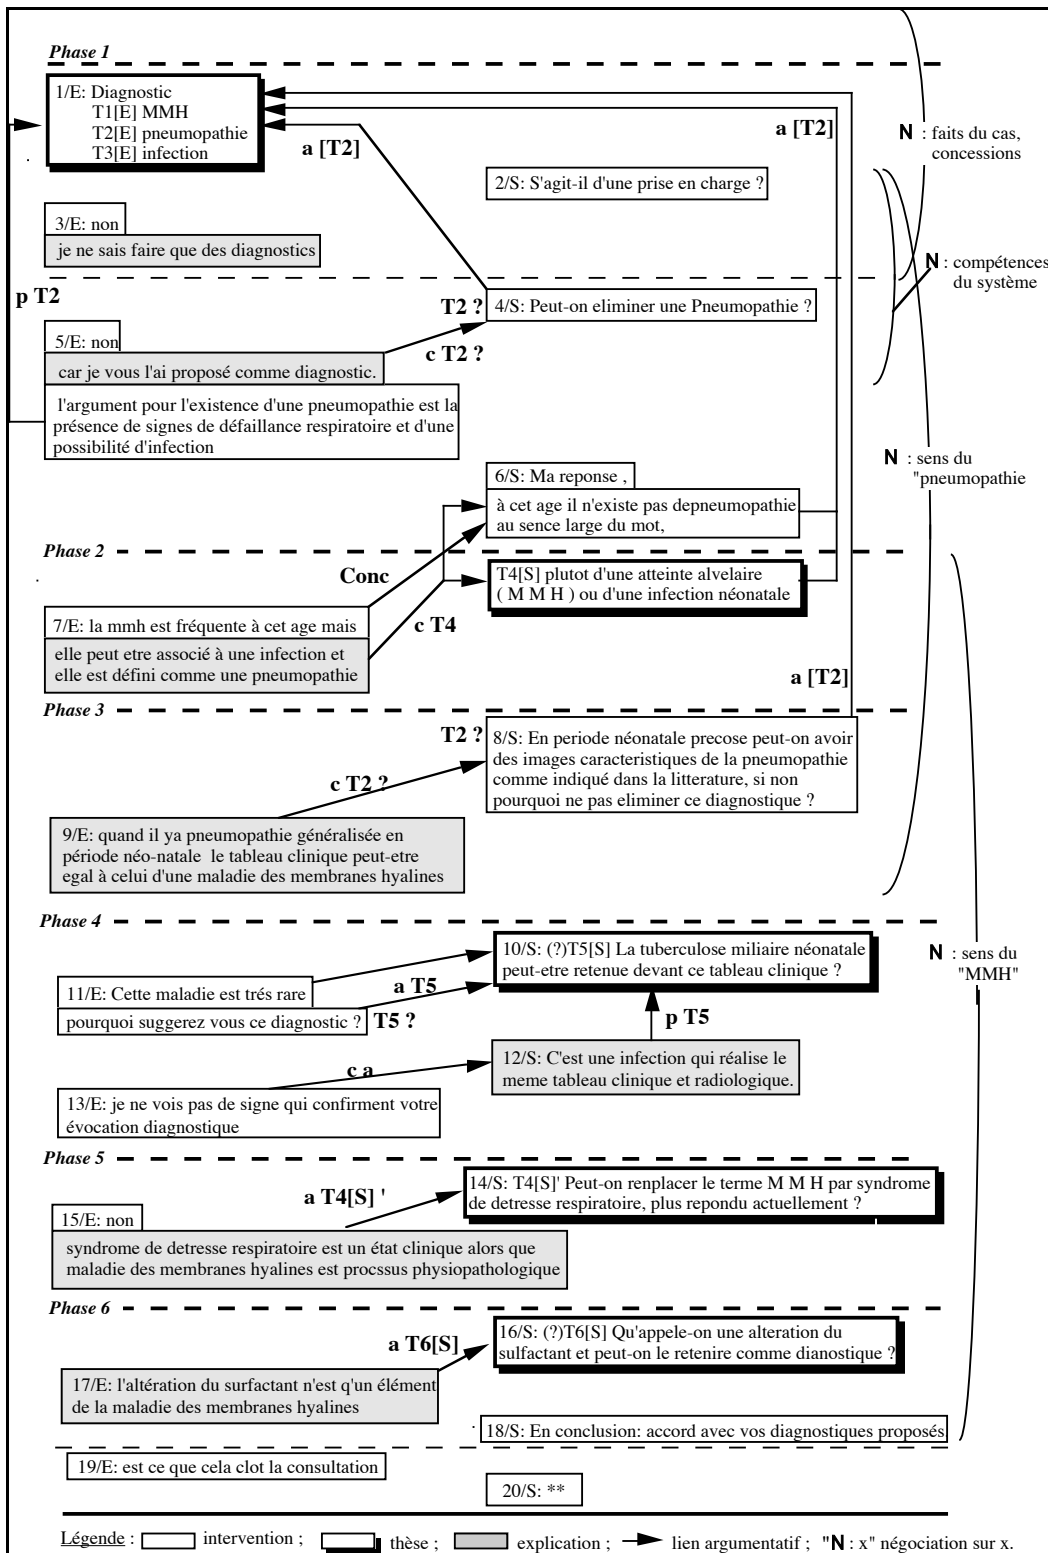 Phase 1
1/E: Diagnostic
T1[E] MMH
T2[E] pneumopathie
T3[E] infection
a [T2]
a [T2]
N : faits du cas,
concessions
2/S: S'agit-il d'une prise en charge ?
3/E: non
je ne sais faire que des diagnostics
N : compétences
du système
p T2
T2 ?
4/S: Peut-on eliminer une Pneumopathie ?
5/E: non
c T2 ?
car je vous l'ai proposé comme diagnostic.
l'argument pour l'existence d'une pneumopathie est la
présence de signes de défaillance respiratoire et d'une
possibilité d'infection
N : sens du
"pneumopathie
6/S: Ma reponse ,
à cet age il n'existe pas depneumopathie
au sence large du mot,
Phase 2
Conc
T4[S] plutot d'une atteinte alvelaire
( M M H ) ou d'une infection néonatale
c T4
7/E: la mmh est fréquente à cet age mais
elle peut etre associé à une infection et
elle est défini comme une pneumopathie
a [T2]
Phase 3
T2 ?
8/S: En periode néonatale precose peut-on avoir
des images caracteristiques de la pneumopathie
comme indiqué dans la litterature, si non
pourquoi ne pas eliminer ce diagnostique ?
c T2 ?
9/E: quand il ya pneumopathie généralisée en
période néo-natale le tableau clinique peut-etre
egal à celui d'une maladie des membranes hyalines
Phase 4
10/S: (?)T5[S] La tuberculose miliaire néonatale
peut-etre retenue devant ce tableau clinique ?
N : sens du
"MMH"
11/E: Cette maladie est trés rare
a T5
pourquoi suggerez vous ce diagnostic ?
T5 ?
p T5
12/S: C'est une infection qui réalise le
meme tableau clinique et radiologique.
c a
13/E: je ne vois pas de signe qui confirment votre
évocation diagnostique
Phase 5
14/S: T4[S]' Peut-on renplacer le terme M M H par syndrome
de detresse respiratoire, plus repondu actuellement ?
a T4[S] '
15/E: non
syndrome de detresse respiratoire est un état clinique alors que
maladie des membranes hyalines est procssus physiopathologique
Phase 6
16/S: (?)T6[S] Qu'appele-on une alteration du
sulfactant et peut-on le retenire comme dianostique ?
a T6[S]
17/E: l'altération du surfactant n'est q'un élément
de la maladie des membranes hyalines
18/S: En conclusion: accord avec vos diagnostiques proposés
19/E: est ce que cela clot la consultation
20/S: **
Légende : intervention ; thèse ; explication ; lien argumentatif ; "N : x" négociation sur x.